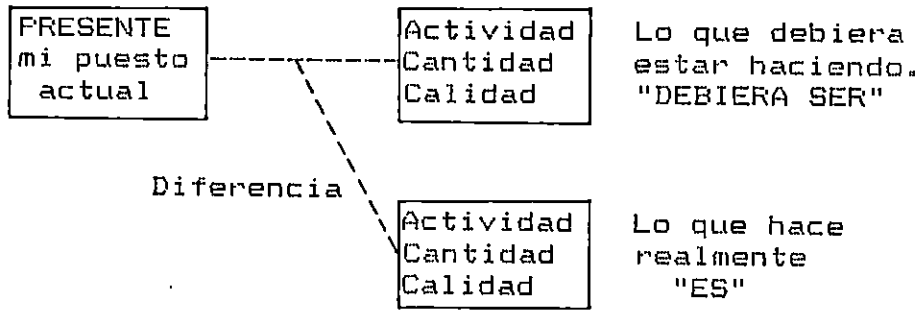 PRESENTE
mi puesto
actual
Actividad
Cantidad
Calidad
Lo que debiera
estar haciendo.
"DEBIERA SER"
Diferencia
Actividad
Cantidad
Calidad
Lo que hace
realmente
"ES"